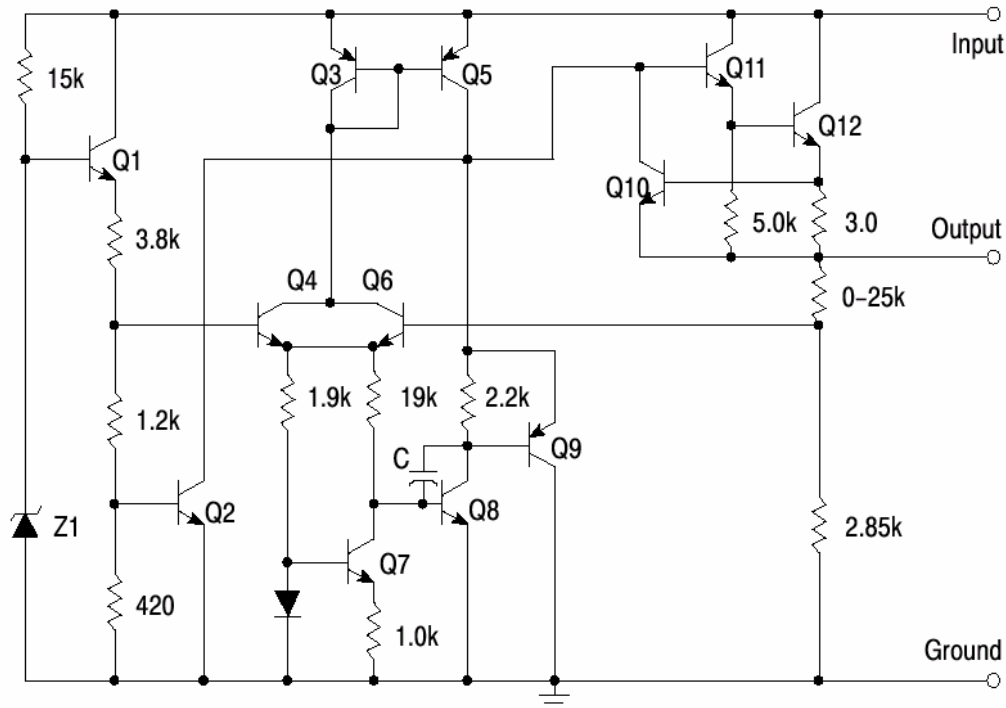 Input
15k
Q3
Q5
Q11
Q12
Q1
Q10
3.8k
5.0k
3.0
Output
Q4
Q6
0–25k
1.2k
1.9k
19k
2.2k
C
Q9
Q2
Q8
Z1
2.85k
Q7
420
1.0k
Ground